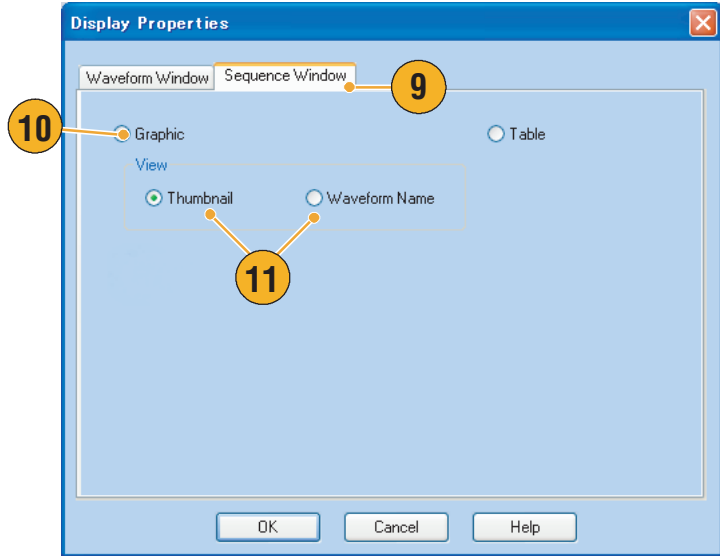 Display Properties
Waveform Window Sequence Window
9
10 Graphic Table
View
Thumbnail Waveform Name
11
OK Cancel Help